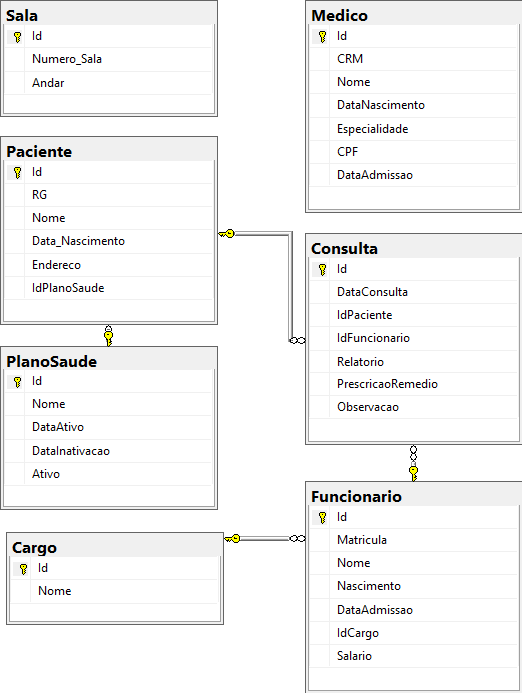 Sala
Id
Numero_Sala
Andar
Medico
Id
CRM
Nome
DataNascimento
Especialidade
CPF
DataAdmissao
Paciente
Id
RG
Nome
Data_Nascimento
Endereco
IdPlanoSaude
Consulta
Id
DataConsulta
IdPaciente
IdFuncionario
Relatorio
PrescricaoRemedio
Observacao
PlanoSaude
Id
Nome
DataAtivo
DataInativacao
Ativo
Funcionario
Id
Matricula
Nome
Nascimento
DataAdmissao
IdCargo
Salario
Cargo
Id
Nome